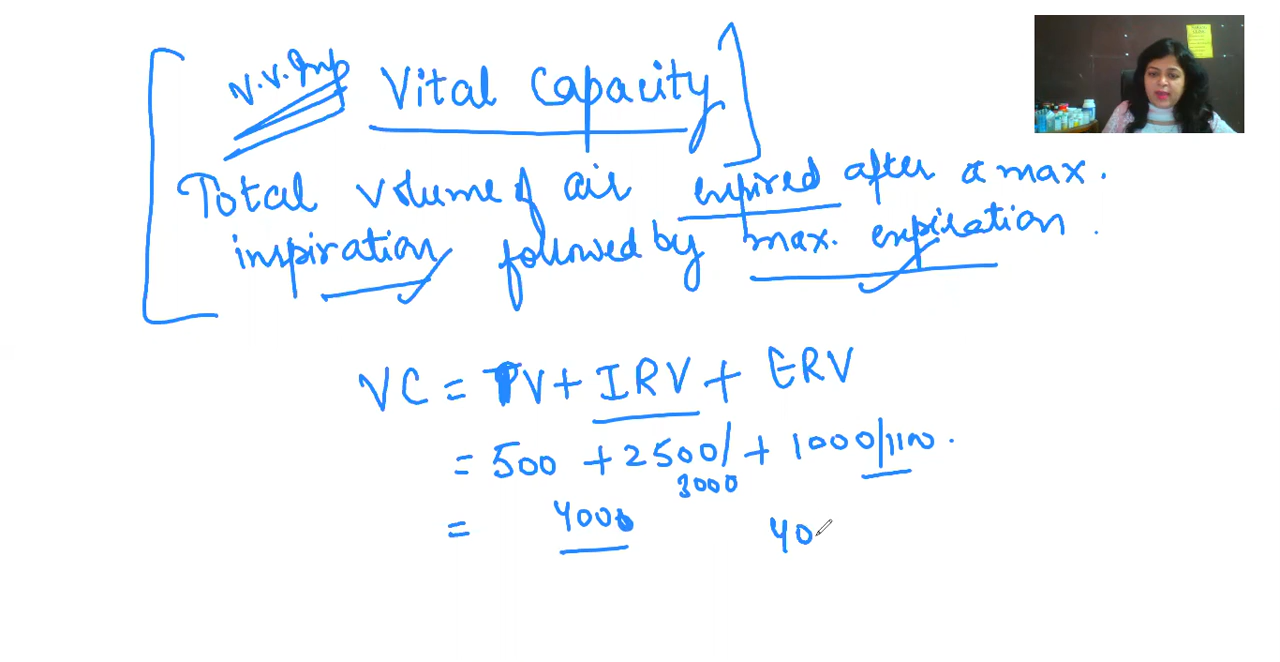 V.V.Imp Vital Capacity
Total volume of air expired after a max.
inspiration followed by max. expiration.
VC = TV + IRV + ERV
= 500 + 2500/ + 1000/1100.
3000
= 4000 40